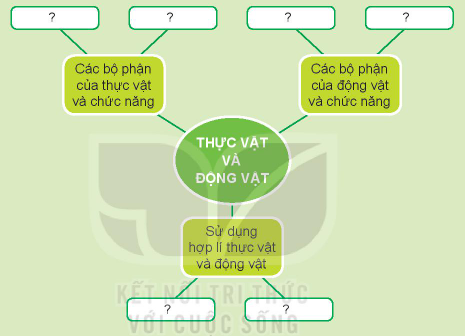 ? ? ? ?
Các bộ phận
của thực vật
và chức năng
Các bộ phận
của động vật
và chức năng
THỰC VẬT
VÀ
ĐỘNG VẬT
Sử dụng
hợp lí thực vật
và động vật
KẾT NỐI TRI THỨC
? ?
VỚI CUỘC SỐNG